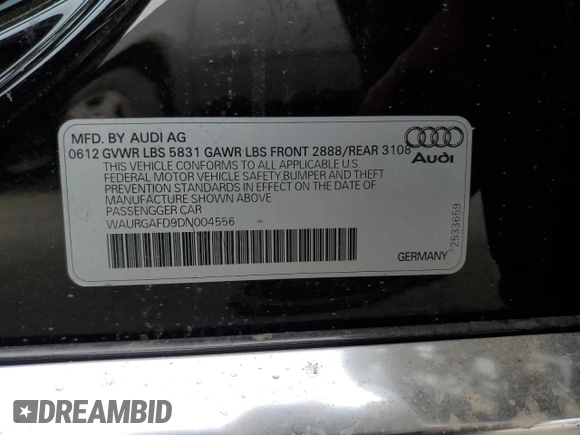 MFD. BY AUDI AG
0612 GVWR LBS 5831 GAWR LBS FRONT 2888/REAR 3108
THIS VEHICLE CONFORMS TO ALL APPLICABLE U.S.
FEDERAL MOTOR VEHICLE SAFETY,BUMPER AND THEFT
PREVENTION STANDARDS IN EFFECT ON THE DATE OF
MANUFACTURE SHOWN ABOVE
PASSENGGER CAR
WAURGAFD9DN004556
Audi
GERMANY
2533659
DREAMBID